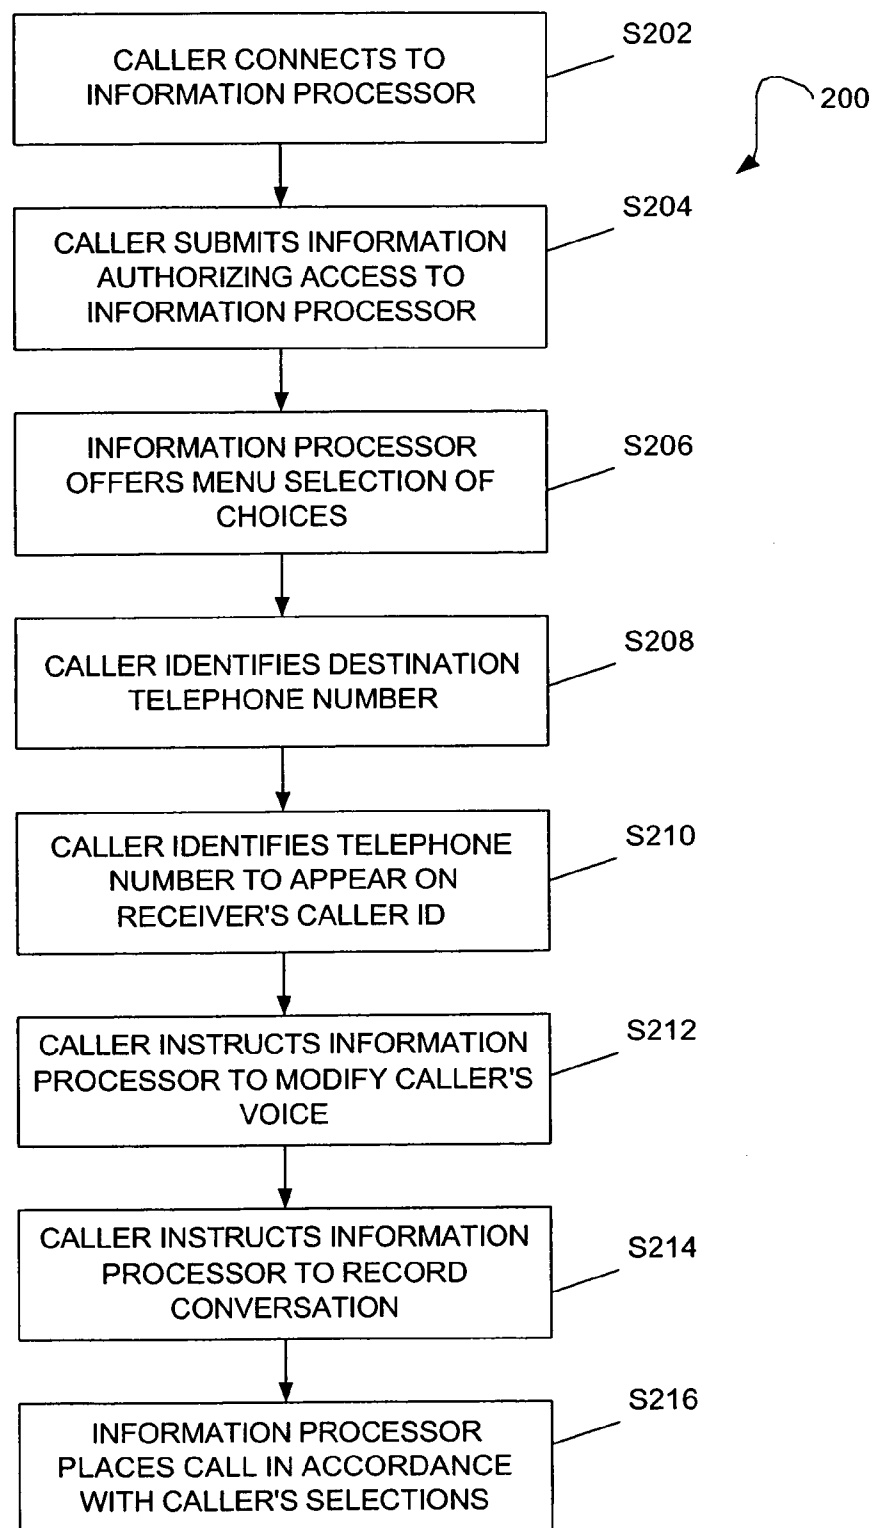 S202
CALLER CONNECTS TO
INFORMATION PROCESSOR
200
S204
CALLER SUBMITS INFORMATION
AUTHORIZING ACCESS TO
INFORMATION PROCESSOR
S206
INFORMATION PROCESSOR
OFFERS MENU SELECTION OF
CHOICES
S208
CALLER IDENTIFIES DESTINATION
TELEPHONE NUMBER
S210
CALLER IDENTIFIES TELEPHONE
NUMBER TO APPEAR ON
RECEIVER'S CALLER ID
S212
CALLER INSTRUCTS INFORMATION
PROCESSOR TO MODIFY CALLER'S
VOICE
S214
CALLER INSTRUCTS INFORMATION
PROCESSOR TO RECORD
CONVERSATION
S216
INFORMATION PROCESSOR
PLACES CALL IN ACCORDANCE
WITH CALLER'S SELECTIONS